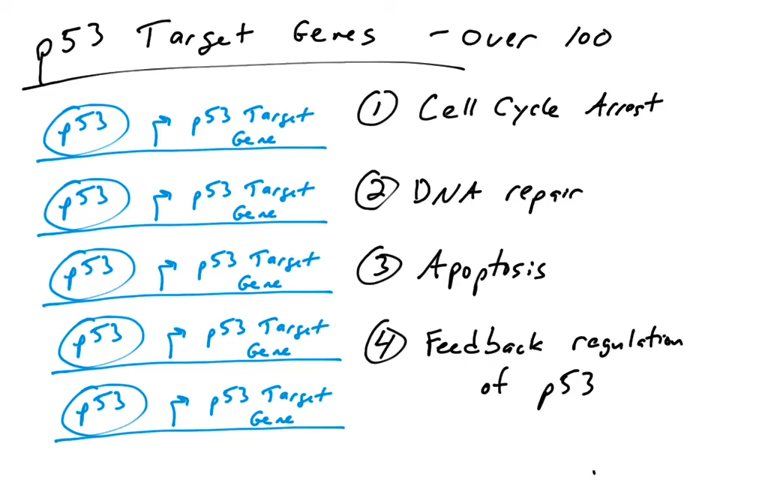 p53 Target Genes - Over 100
p53 p53 Target
Gene
p53 p53 Target
Gene
p53 p53 Target
Gene
p53 p53 Target
Gene
p53 p53 Target
Gene
1 Cell Cycle Arrest
2 DNA repair
3 Apoptosis
4 Feedback regulation
of p53